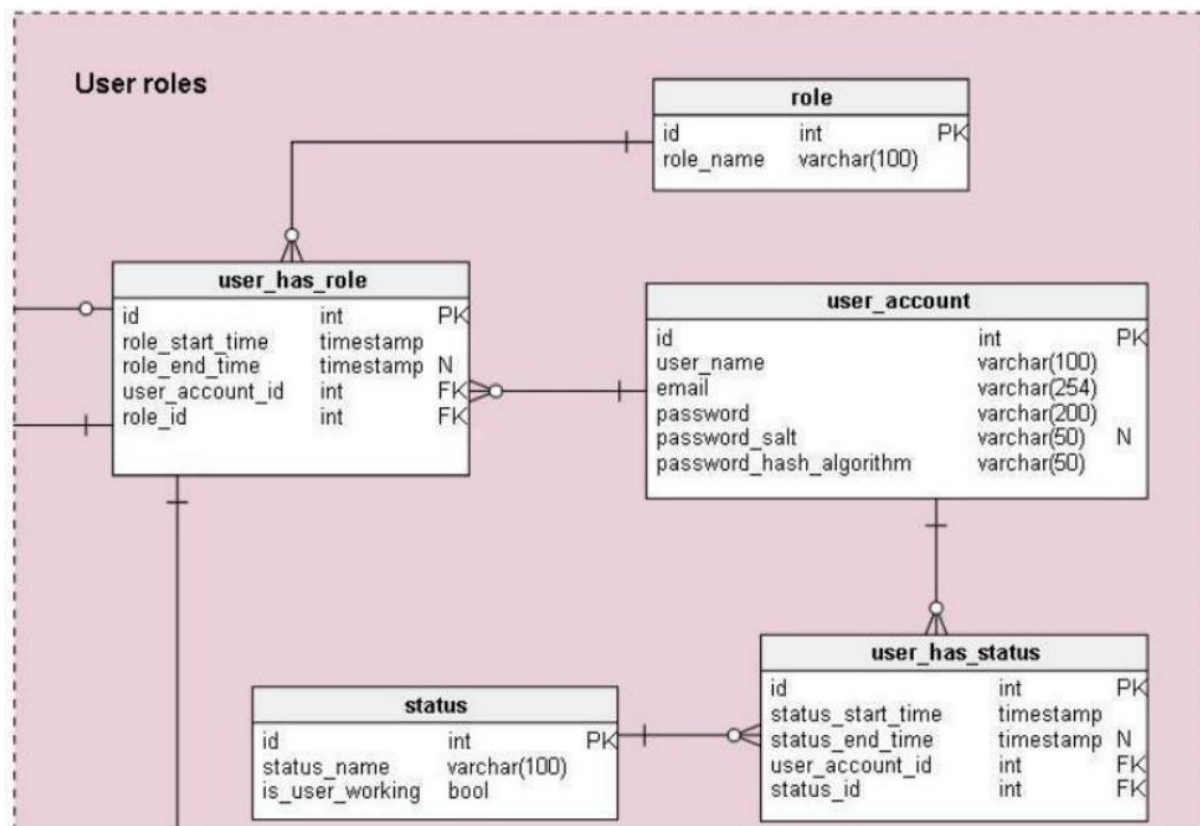 User roles
role
id int PK
role_name varchar(100)
user_has_role
id int PK
role_start_time timestamp
role_end_time timestamp N
user_account_id int FK
role_id int FK
user_account
id int PK
user_name varchar(100)
email varchar(254)
password varchar(200)
password_salt varchar(50) N
password_hash_algorithm varchar(50)
user_has_status
id int PK
status_start_time timestamp
status_end_time timestamp N
user_account_id int FK
status_id int FK
status
id int PK
status_name varchar(100)
is_user_working bool